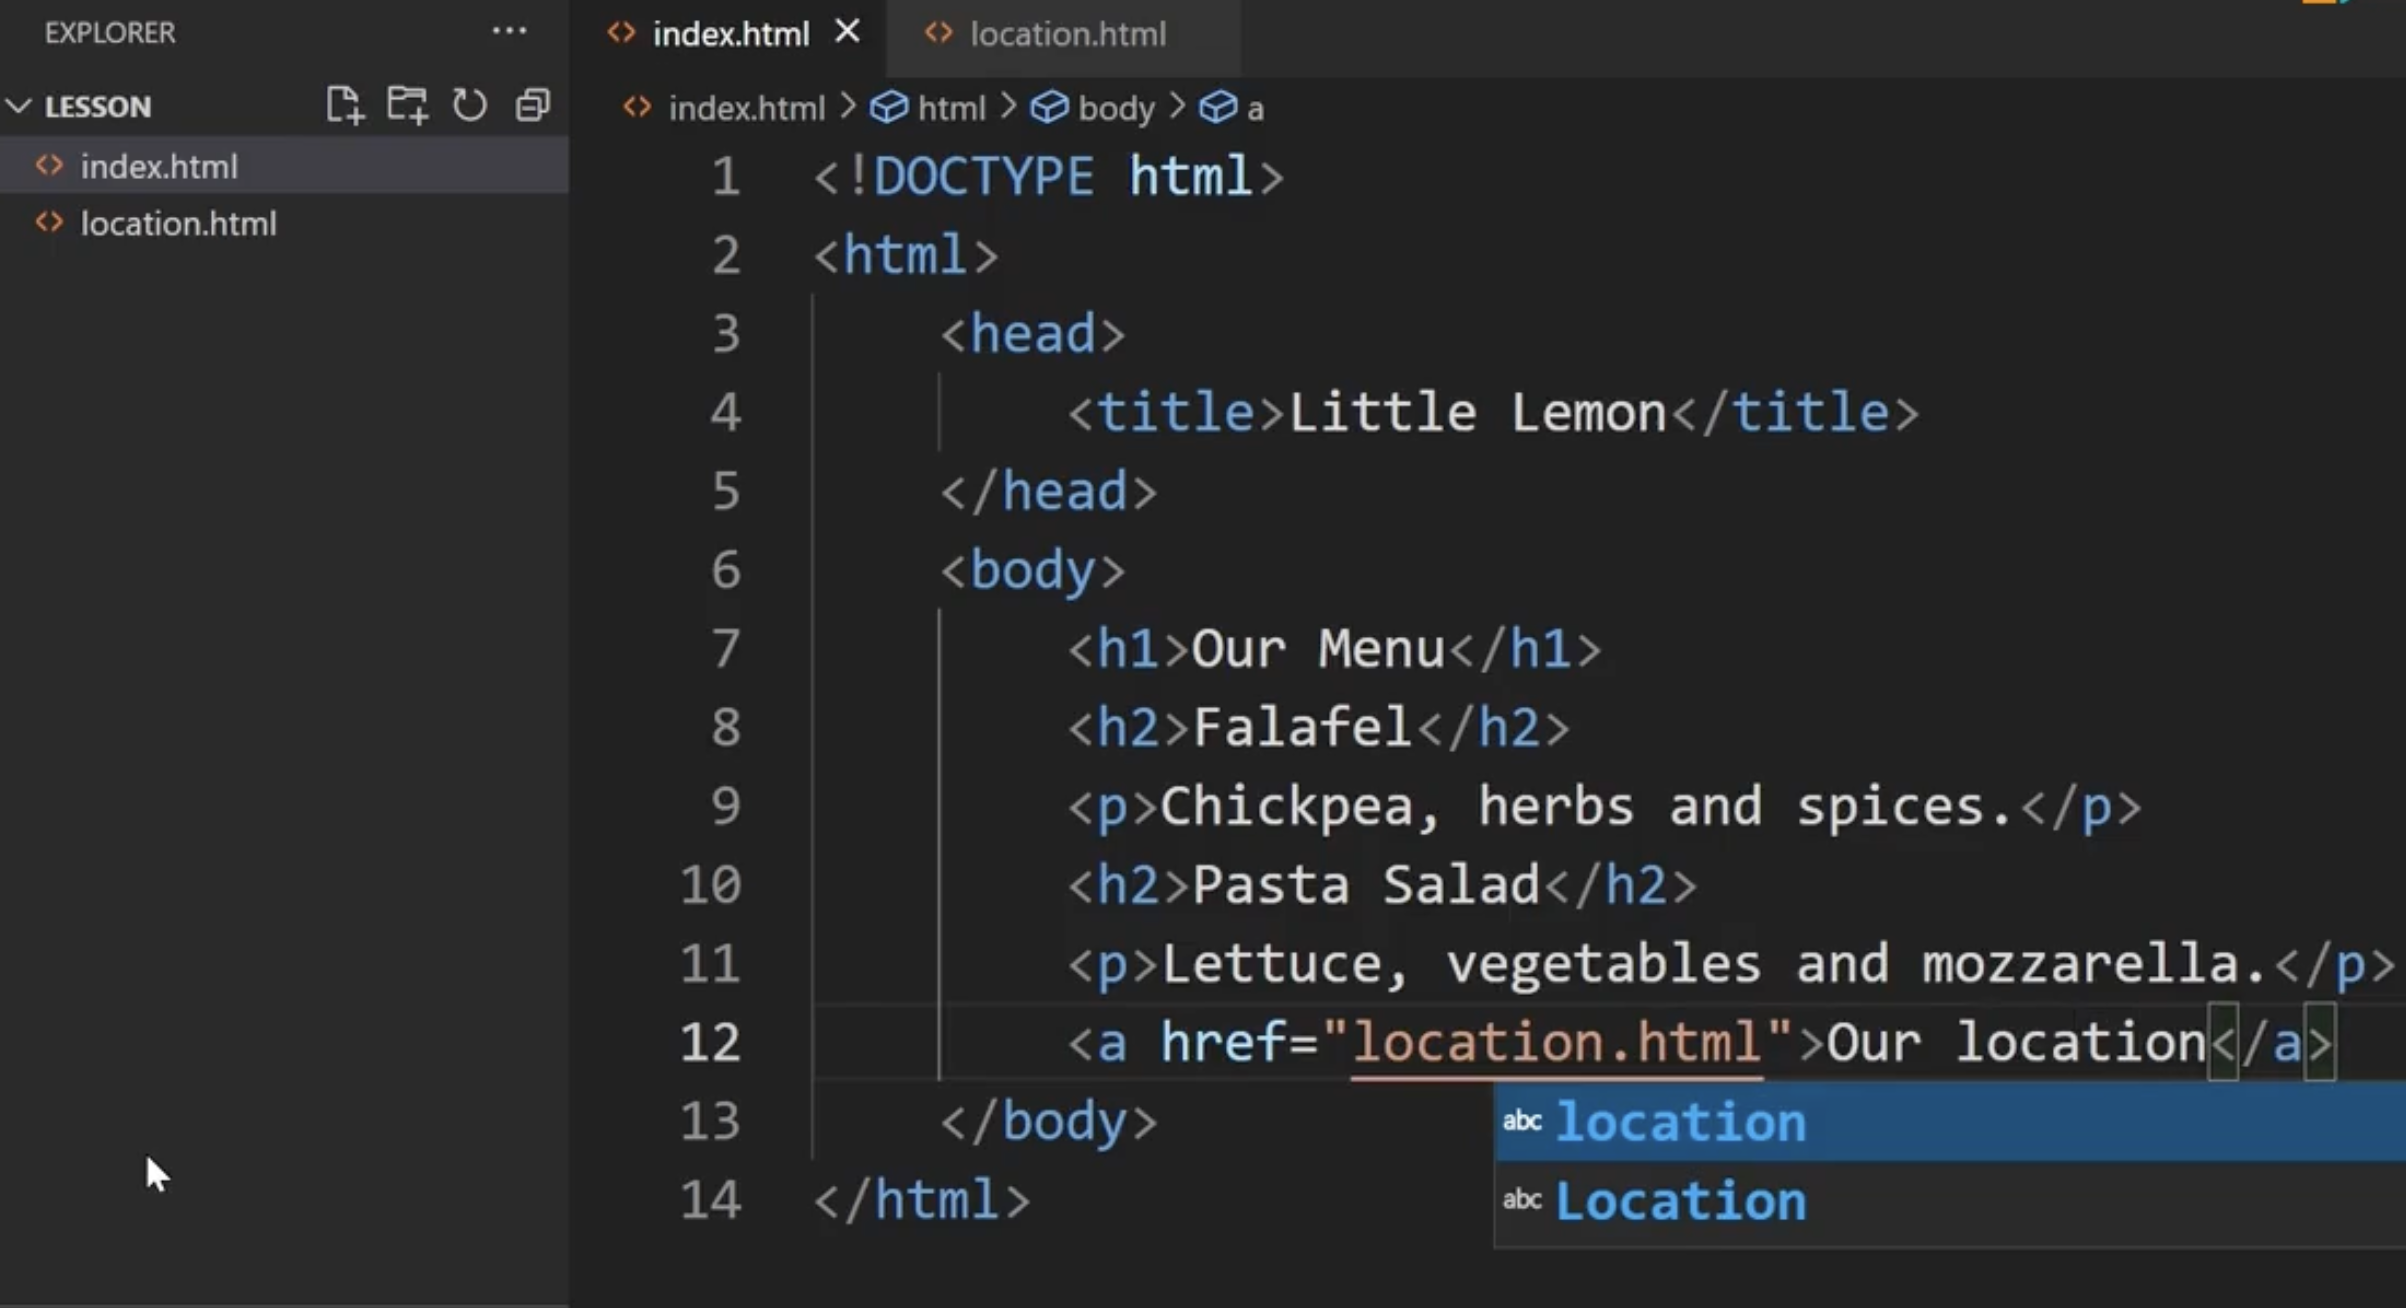 EXPLORER ···
LESSON
index.html
location.html
index.html × location.html
index.html > html > body > a
1 <!DOCTYPE html>
2 <html>
3 <head>
4 <title>Little Lemon</title>
5 </head>
6 <body>
7 <h1>Our Menu</h1>
8 <h2>Falafel</h2>
9 <p>Chickpea, herbs and spices.</p>
10 <h2>Pasta Salad</h2>
11 <p>Lettuce, vegetables and mozzarella.</p>
12 <a href="location.html">Our location</a>
13 </body>
abc location
14 </html>
abc Location